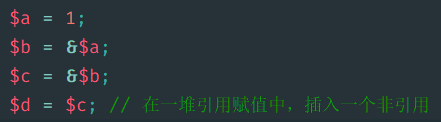 $a = 1;
$b = &$a;
$c = &$b;
$d = $c; // 在一堆引用赋值中，插入一个非引用